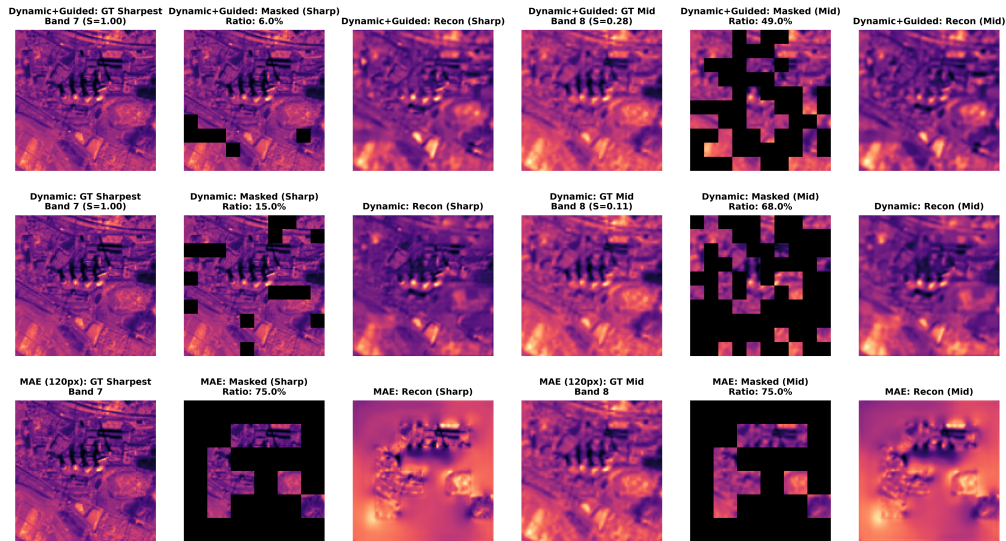 Dynamic+Guided: GT Sharpest
Band 7 (S=1.00)
Dynamic+Guided: Masked (Sharp)
Ratio: 6.0%
Dynamic+Guided: Recon (Sharp)
Dynamic+Guided: GT Mid
Band 8 (S=0.28)
Dynamic+Guided: Masked (Mid)
Ratio: 49.0%
Dynamic+Guided: Recon (Mid)
Dynamic: GT Sharpest
Band 7 (S=1.00)
Dynamic: Masked (Sharp)
Ratio: 15.0%
Dynamic: Recon (Sharp)
Dynamic: GT Mid
Band 8 (S=0.11)
Dynamic: Masked (Mid)
Ratio: 68.0%
Dynamic: Recon (Mid)
MAE (120px): GT Sharpest
Band 7
MAE: Masked (Sharp)
Ratio: 75.0%
MAE: Recon (Sharp)
MAE (120px): GT Mid
Band 8
MAE: Masked (Mid)
Ratio: 75.0%
MAE: Recon (Mid)